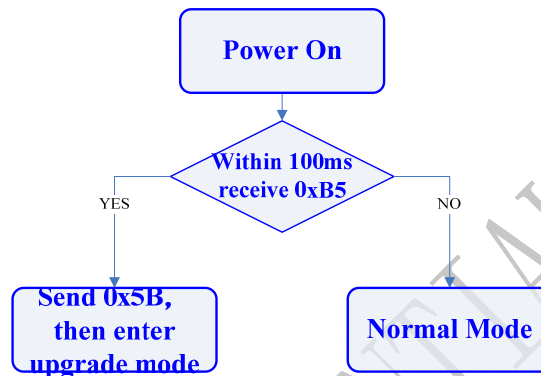 Power On
Within 100ms
receive 0xB5
YES
NO
Send 0x5B,
then enter
upgrade mode
Normal Mode